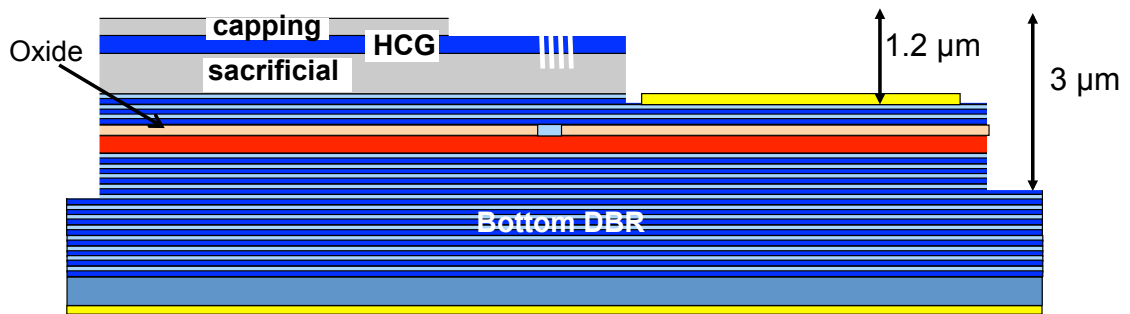 capping
HCG
Oxide
sacrificial
1.2 µm
3 µm
Bottom DBR